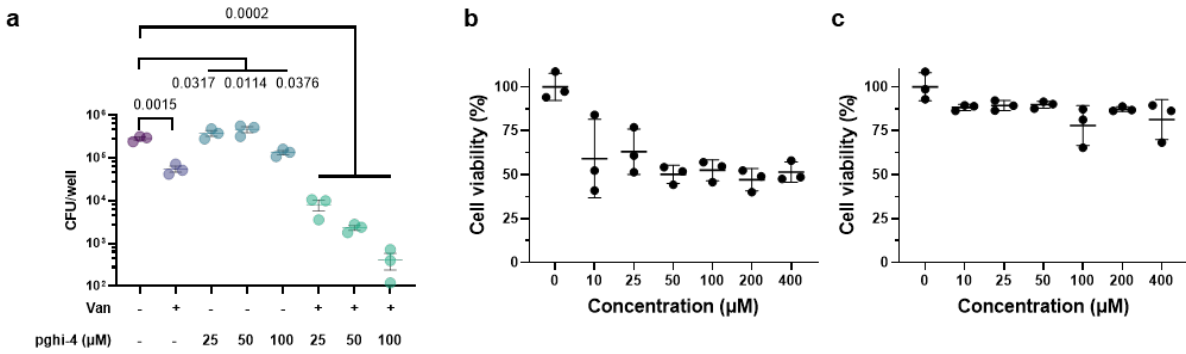 a
0.0002
0.0317 0.0114 0.0376
0.0015
CFU/well
10⁶
10⁵
10⁴
10³
10²
Van - + - - - + + +
pghi-4 (µM) - - 25 50 100 25 50 100
b
Cell viability (%)
100
75
50
25
0
0 10 25 50 100 200 400
Concentration (µM)
c
Cell viability (%)
100
75
50
25
0
0 10 25 50 100 200 400
Concentration (µM)